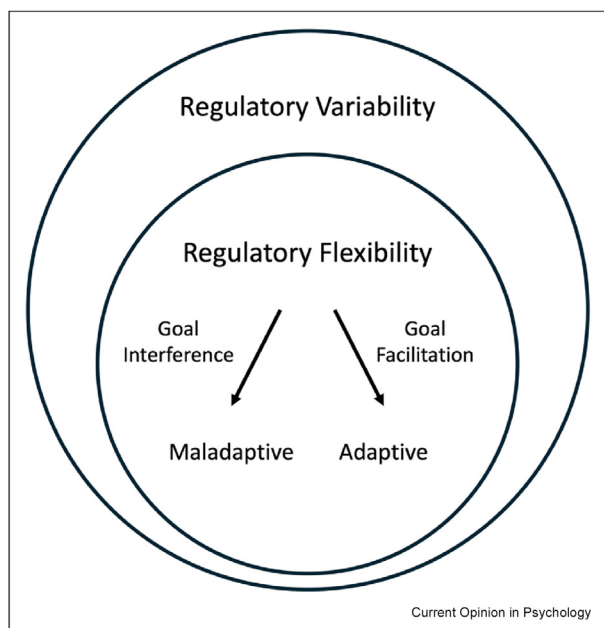 Regulatory Variability
Regulatory Flexibility
Goal
Interference
Goal
Facilitation
Maladaptive
Adaptive
Current Opinion in Psychology